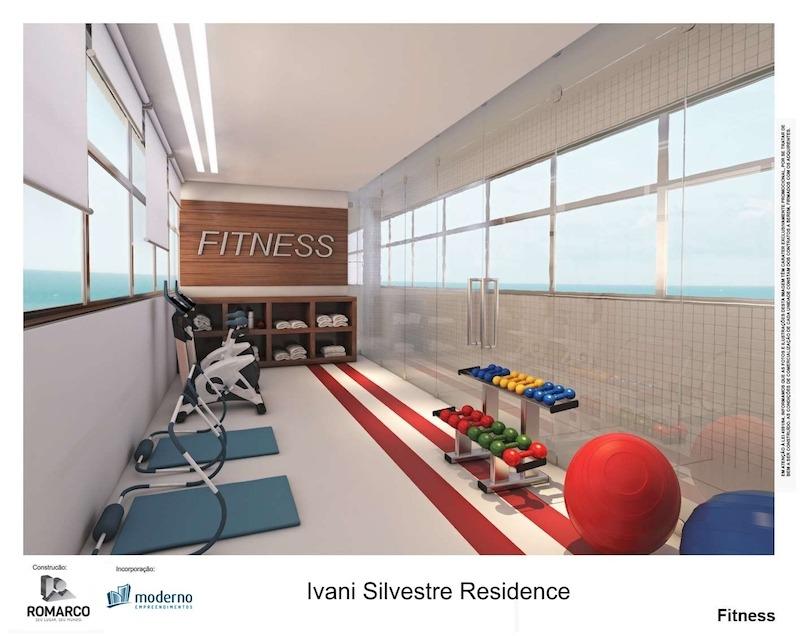 FITNESS
EM ATENÇÃO A LEI 4591/64, INFORMAMOS QUE AS FOTOS E ILUSTRAÇÕES DESTA IMAGEM TÊM CARATER EXCLUSIVAMENTE PROMOCIONAL, POR SE TRATAR DE
BEM A SER CONSTRUÍDO. AS CONDIÇÕES DE COMERCIALIZAÇÃO DE CADA UNIDADE CONSTAM DOS CONTRATOS A SEREM, FIRMADOS COM OS ADQUIRENTES.
Construcão:
ROMARCO
SEU LUGAR, SEU MUNDO.
Incorporação:
moderno
EMPREENDIMENTOS
Ivani Silvestre Residence
Fitness